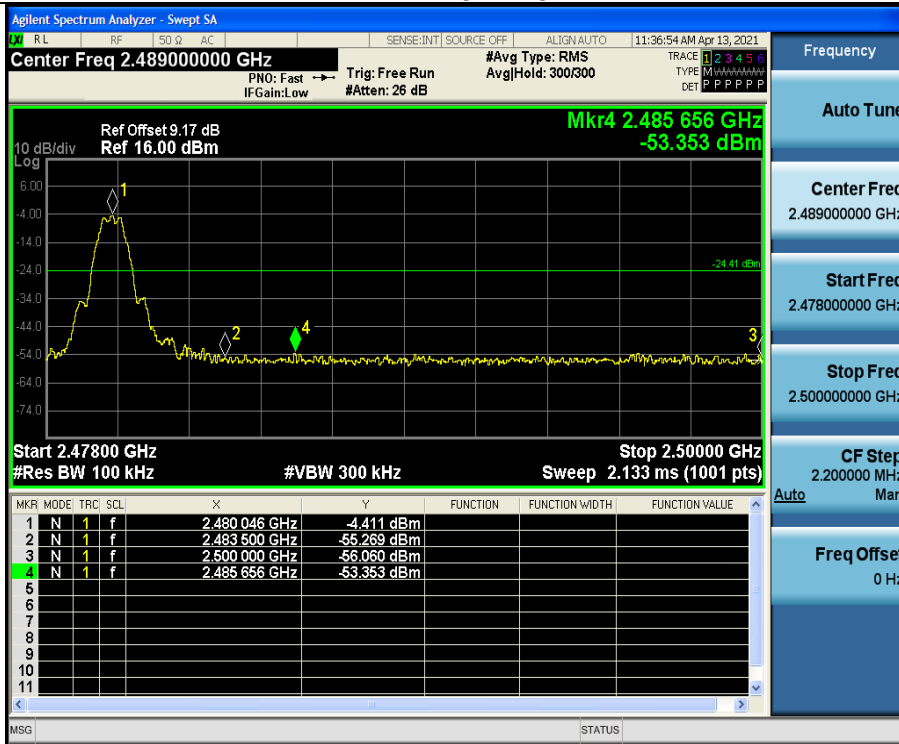 Agilent Spectrum Analyzer - Swept SA
LXI RL RF 50 Ω AC SENSE:INT SOURCE OFF ALIGN AUTO 11:36:54 AM Apr 13, 2021
Center Freq 2.489000000 GHz
PNO: Fast
IFGain:Low
Trig: Free Run
#Atten: 26 dB
#Avg Type: RMS
Avg|Hold: 300/300
TRACE 1 2 3 4 5 6
TYPE M
DET P P P P P P
Ref Offset 9.17 dB
10 dB/div Ref 16.00 dBm
Log
Mkr4 2.485 656 GHz
-53.353 dBm
6.00
-4.00
-14.0
-24.0
-34.0
-44.0
-54.0
-64.0
-74.0
1
2
4
3
-24.41 dBm
Start 2.47800 GHz Stop 2.50000 GHz
#Res BW 100 kHz #VBW 300 kHz Sweep 2.133 ms (1001 pts)
MKR MODE TRC SCL X Y FUNCTION FUNCTION WIDTH FUNCTION VALUE
1 N 1 f 2.480 046 GHz -4.411 dBm
2 N 1 f 2.483 500 GHz -55.269 dBm
3 N 1 f 2.500 000 GHz -56.060 dBm
4 N 1 f 2.485 656 GHz -53.353 dBm
5
6
7
8
9
10
11
MSG STATUS
Frequency
Auto Tune
Center Freq
2.489000000 GHz
Start Freq
2.478000000 GHz
Stop Freq
2.500000000 GHz
CF Step
2.200000 MHz
Auto Man
Freq Offset
0 Hz